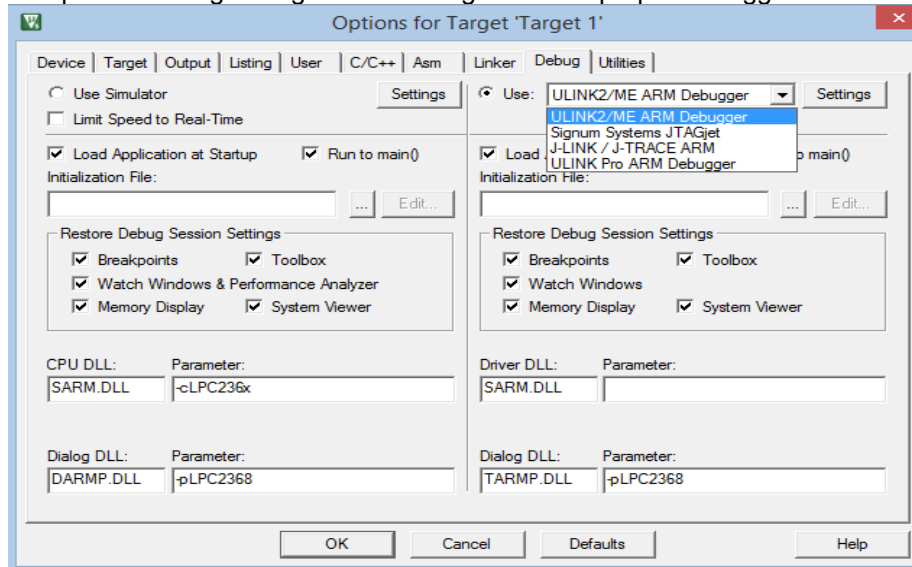 Options for Target 'Target 1'
Device Target Output Listing User C/C++ Asm Linker Debug Utilities
Use Simulator Settings
Limit Speed to Real-Time
Use: ULINK2/ME ARM Debugger Settings
ULINK2/ME ARM Debugger
Signum Systems JTAGjet
J-LINK / J-TRACE ARM
ULINK Pro ARM Debugger
Load Application at Startup Run to main()
Initialization File:
... Edit...
Restore Debug Session Settings
Breakpoints Toolbox
Watch Windows & Performance Analyzer
Memory Display System Viewer
CPU DLL: Parameter:
SARM.DLL -cLPC236x
Dialog DLL: Parameter:
DARMP.DLL -pLPC2368
Load main()
Initialization File:
... Edit...
Restore Debug Session Settings
Breakpoints Toolbox
Watch Windows
Memory Display System Viewer
Driver DLL: Parameter:
SARM.DLL
Dialog DLL: Parameter:
TARMP.DLL -pLPC2368
OK Cancel Defaults Help